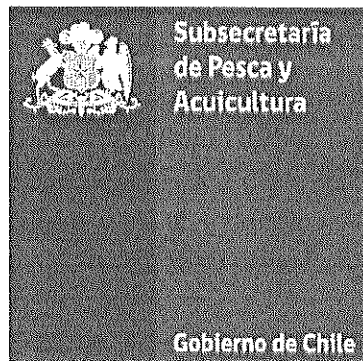 Subsecretaría
de Pesca y
Acuicultura
Gobierno de Chile